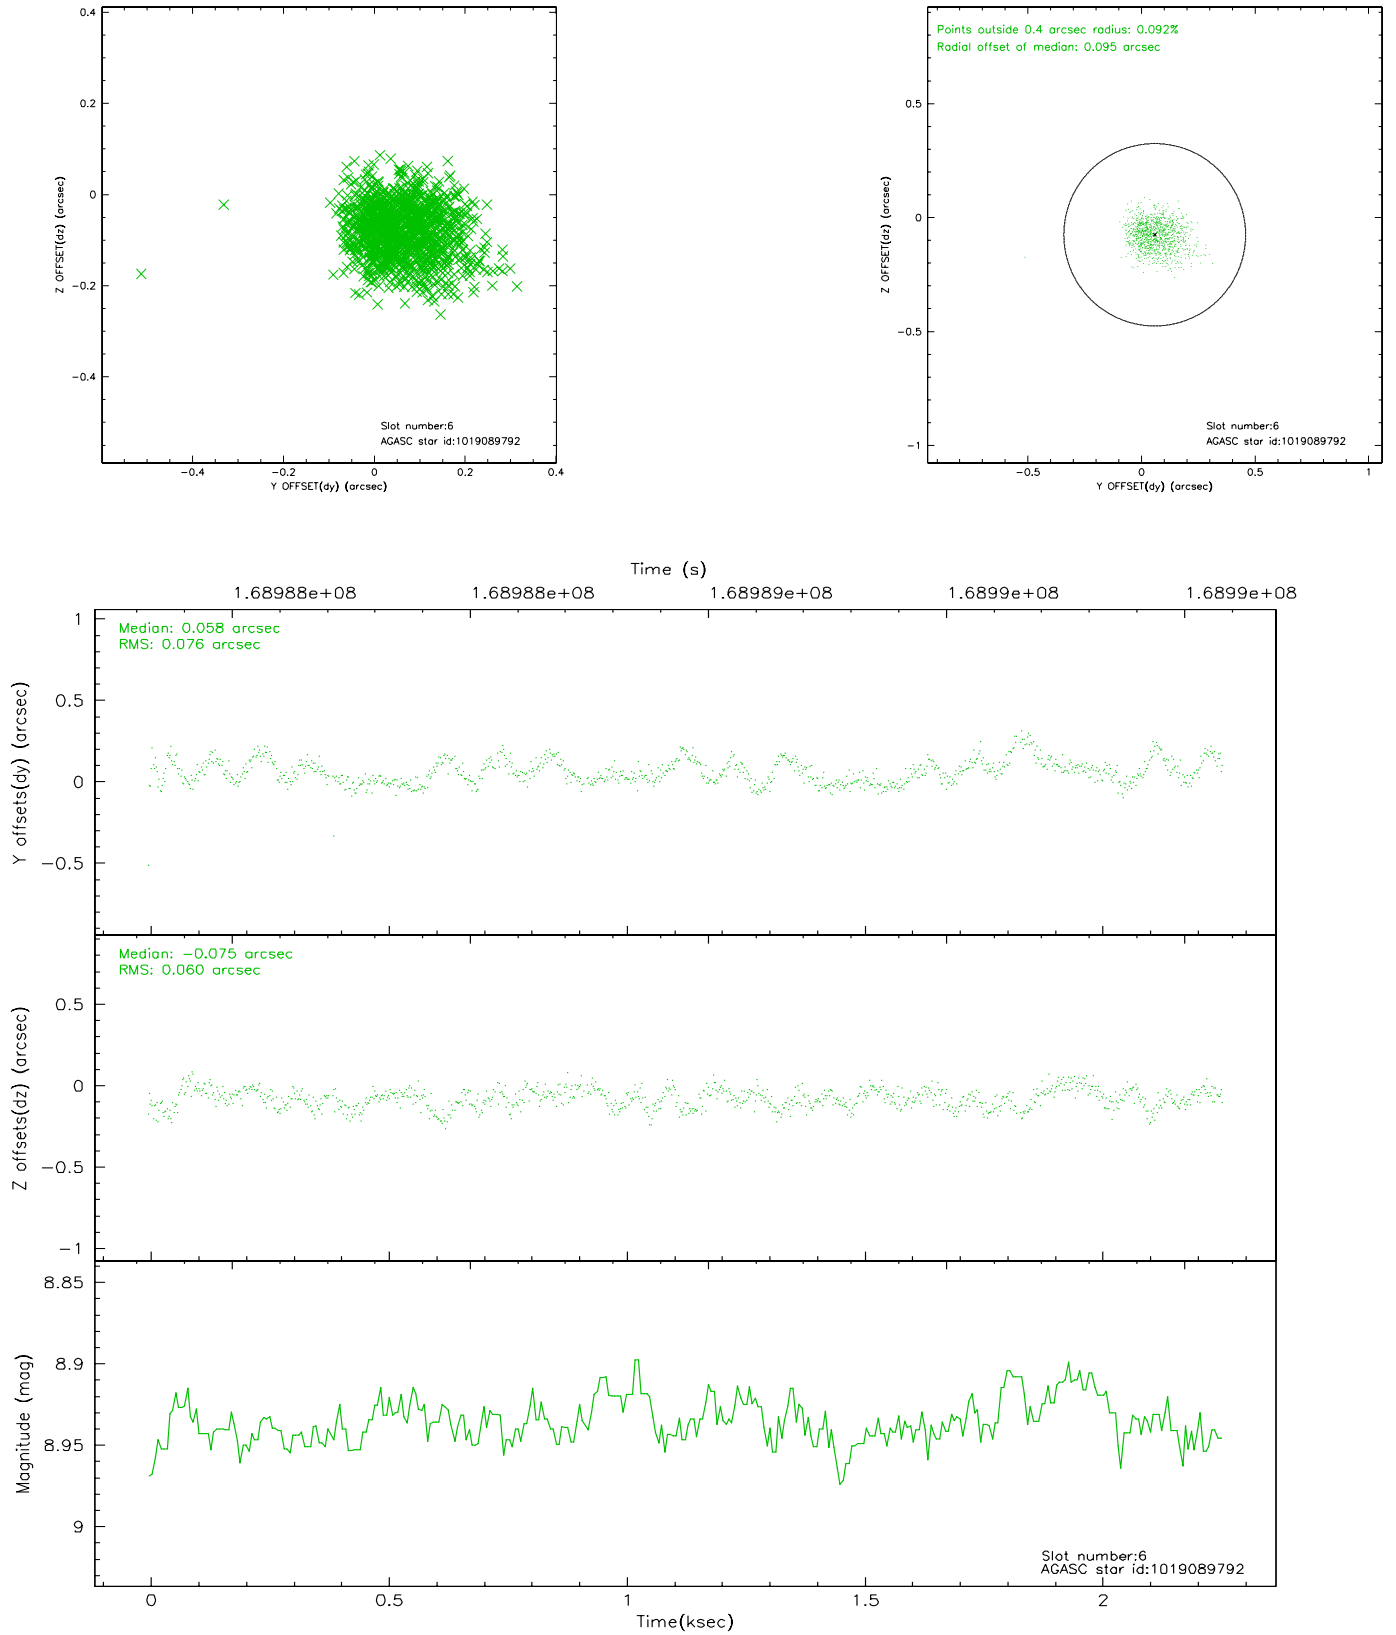 0.4
0.2
0
−0.2
−0.4
−0.4
−0.2
0
0.2
0.4
Z OFFSET(dz) (arcsec)
Y OFFSET(dy) (arcsec)
Slot number:6
AGASC star id:1019089792
Points outside 0.4 arcsec radius: 0.092%
Radial offset of median: 0.095 arcsec
0.5
0
−0.5
−1
−0.5
0
0.5
1
Z OFFSET(dz) (arcsec)
Y OFFSET(dy) (arcsec)
Slot number:6
AGASC star id:1019089792
Time (s)
1.68988e+08
1.68988e+08
1.68989e+08
1.6899e+08
1.6899e+08
Median: 0.058 arcsec
RMS: 0.076 arcsec
1
0.5
0
−0.5
Y offsets(dy) (arcsec)
Median: −0.075 arcsec
RMS: 0.060 arcsec
0.5
0
−0.5
−1
Z offsets(dz) (arcsec)
8.85
8.9
8.95
9
Magnitude (mag)
Slot number:6
AGASC star id:1019089792
0
0.5
1
1.5
2
Time(ksec)